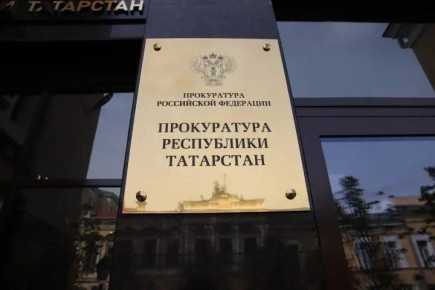 И ТАТАРСТАН
ПРОКУРАТУРА
РОССИЙСКОЙ ФЕДЕРАЦИИ
ПРОКУРАТУРА
РЕСПУБЛИКИ
ТАТАРСТАН